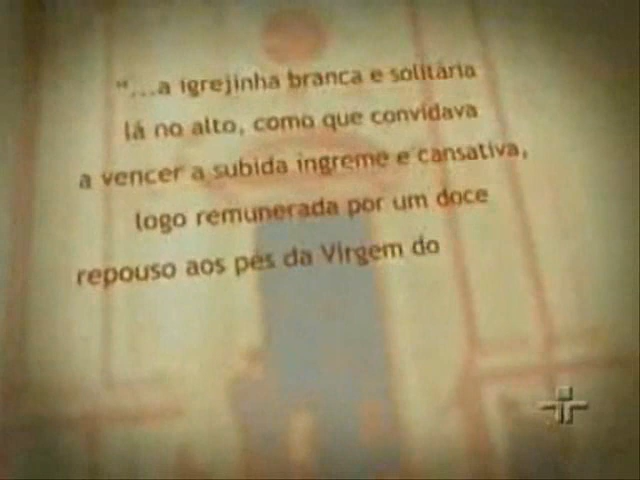 "...a igrejinha branca e solitária
lá no alto, como que convidava
a vencer a subida ingreme e cansativa,
logo remunerada por um doce
repouso aos pés da Virgem do